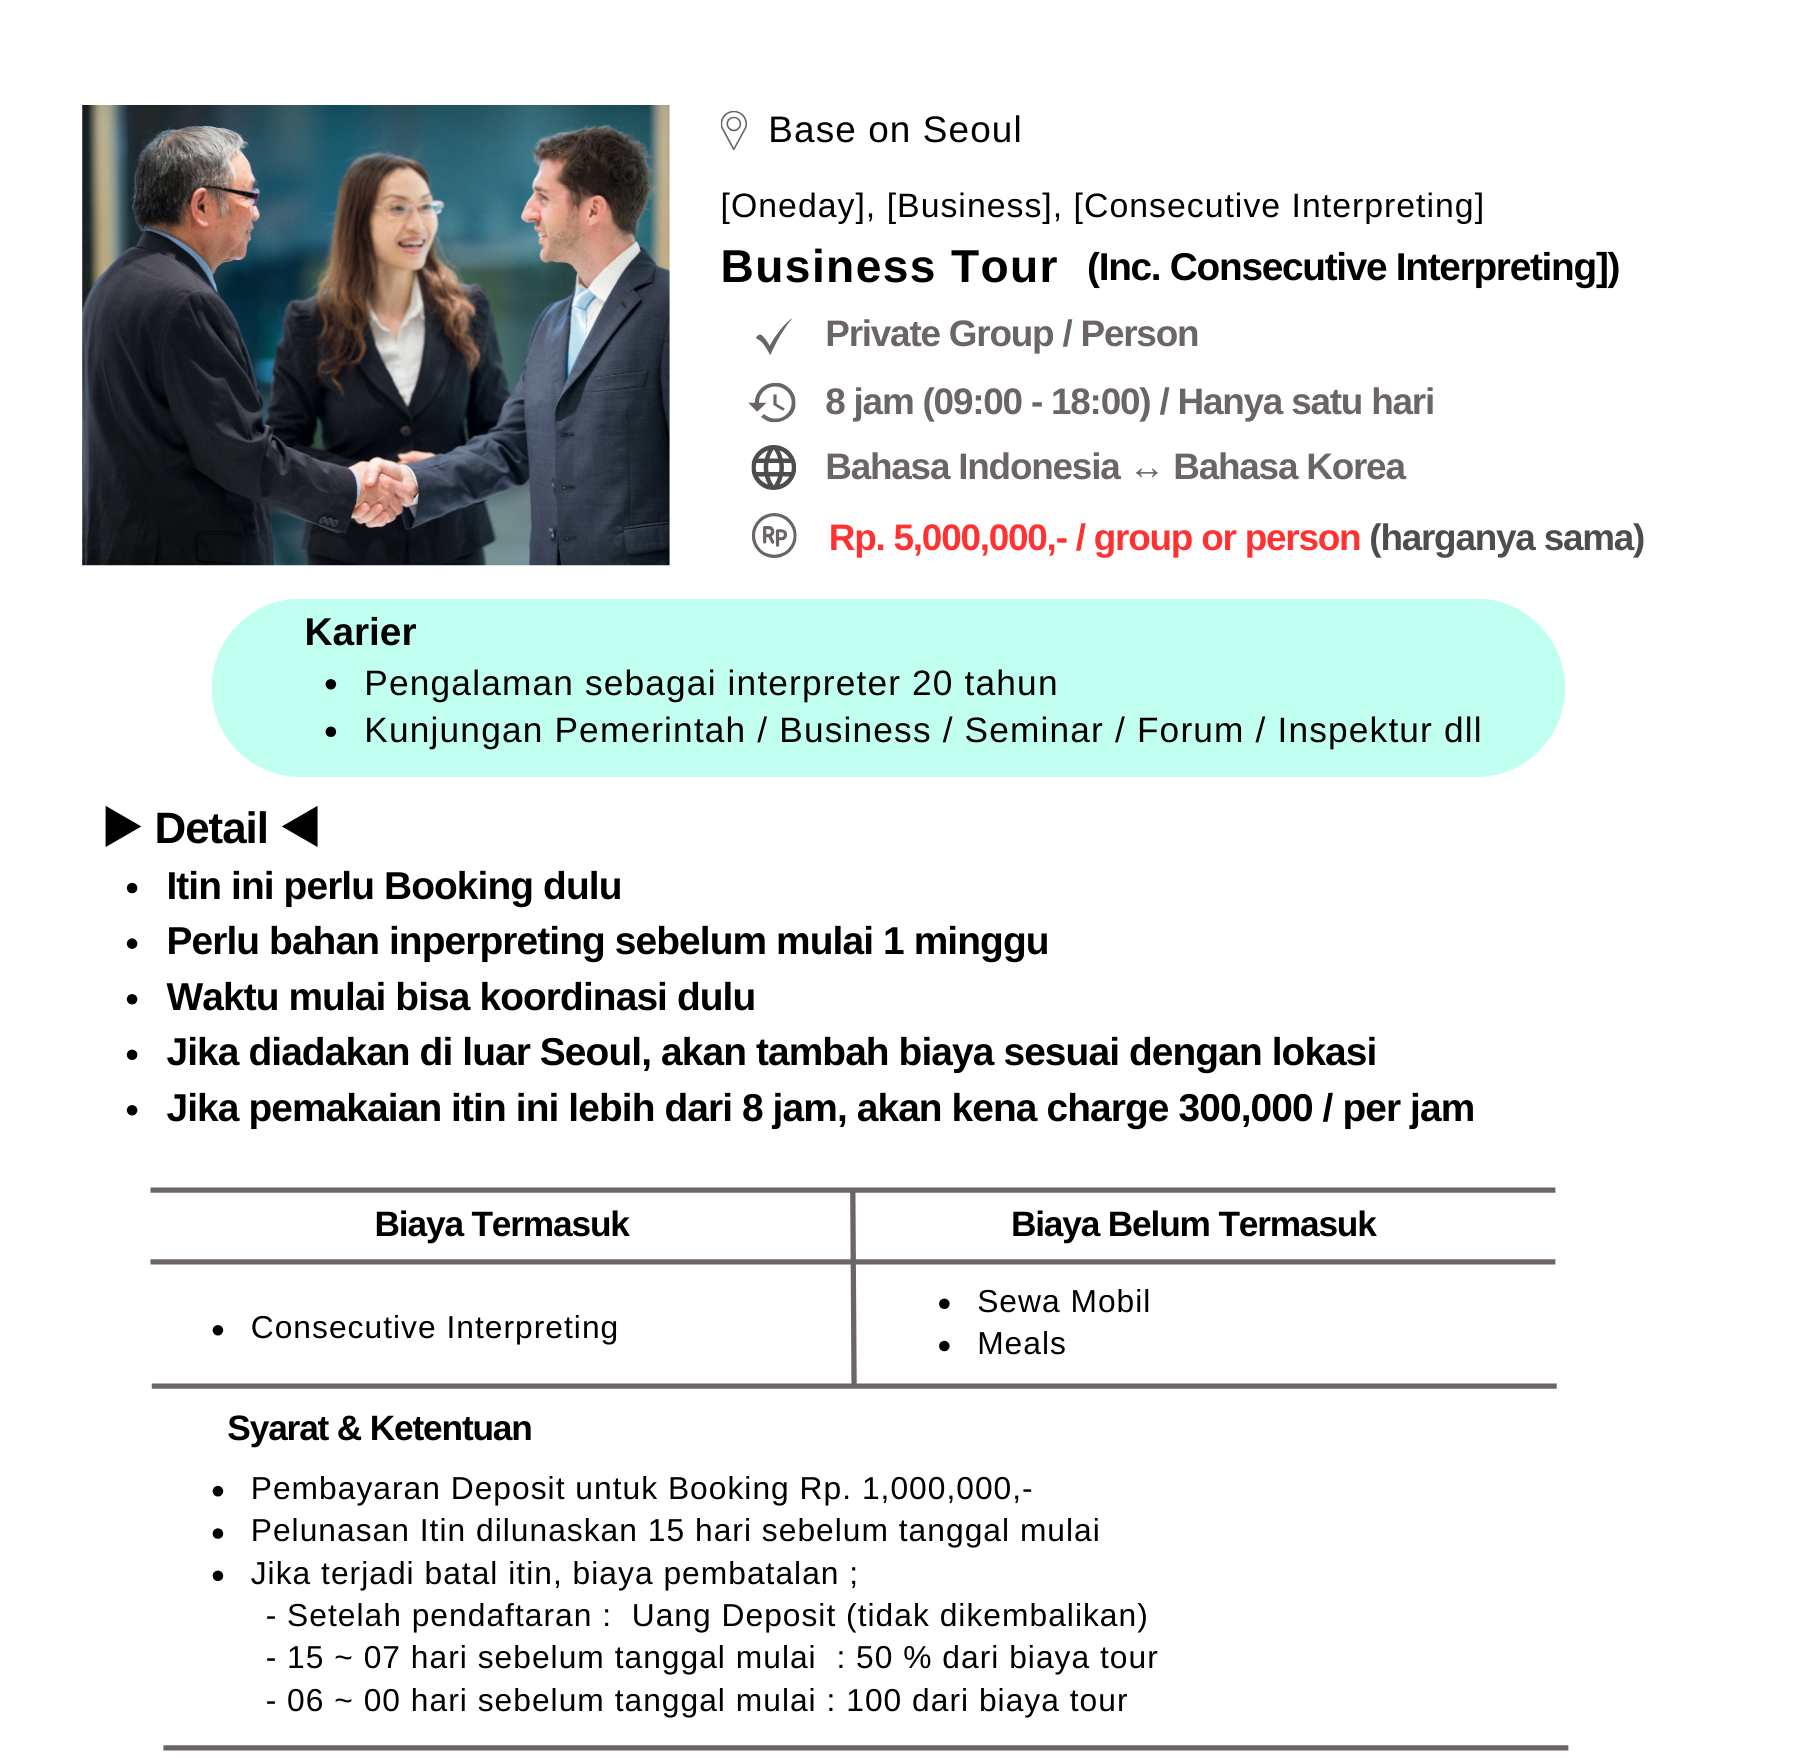 Base on Seoul
[Oneday], [Business], [Consecutive Interpreting]
Business Tour (Inc. Consecutive Interpreting])
Private Group / Person
8 jam (09:00 - 18:00) / Hanya satu hari
Bahasa Indonesia ↔ Bahasa Korea
Rp Rp. 5,000,000,- / group or person (harganya sama)
Karier
• Pengalaman sebagai interpreter 20 tahun
• Kunjungan Pemerintah / Business / Seminar / Forum / Inspektur dll
▶ Detail ◀
• Itin ini perlu Booking dulu
• Perlu bahan inperpreting sebelum mulai 1 minggu
• Waktu mulai bisa koordinasi dulu
• Jika diadakan di luar Seoul, akan tambah biaya sesuai dengan lokasi
• Jika pemakaian itin ini lebih dari 8 jam, akan kena charge 300,000 / per jam
Biaya Termasuk
Biaya Belum Termasuk
• Consecutive Interpreting
• Sewa Mobil
• Meals
Syarat & Ketentuan
• Pembayaran Deposit untuk Booking Rp. 1,000,000,-
• Pelunasan Itin dilunaskan 15 hari sebelum tanggal mulai
• Jika terjadi batal itin, biaya pembatalan ;
- Setelah pendaftaran : Uang Deposit (tidak dikembalikan)
- 15 ~ 07 hari sebelum tanggal mulai : 50 % dari biaya tour
- 06 ~ 00 hari sebelum tanggal mulai : 100 dari biaya tour